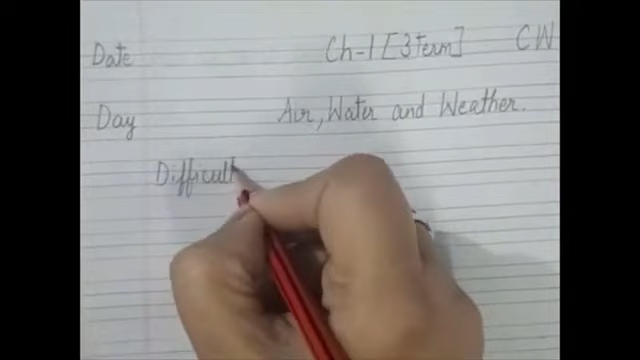 Date Ch-1 [3 term] CW
Day Air, Water and Weather.
Difficult